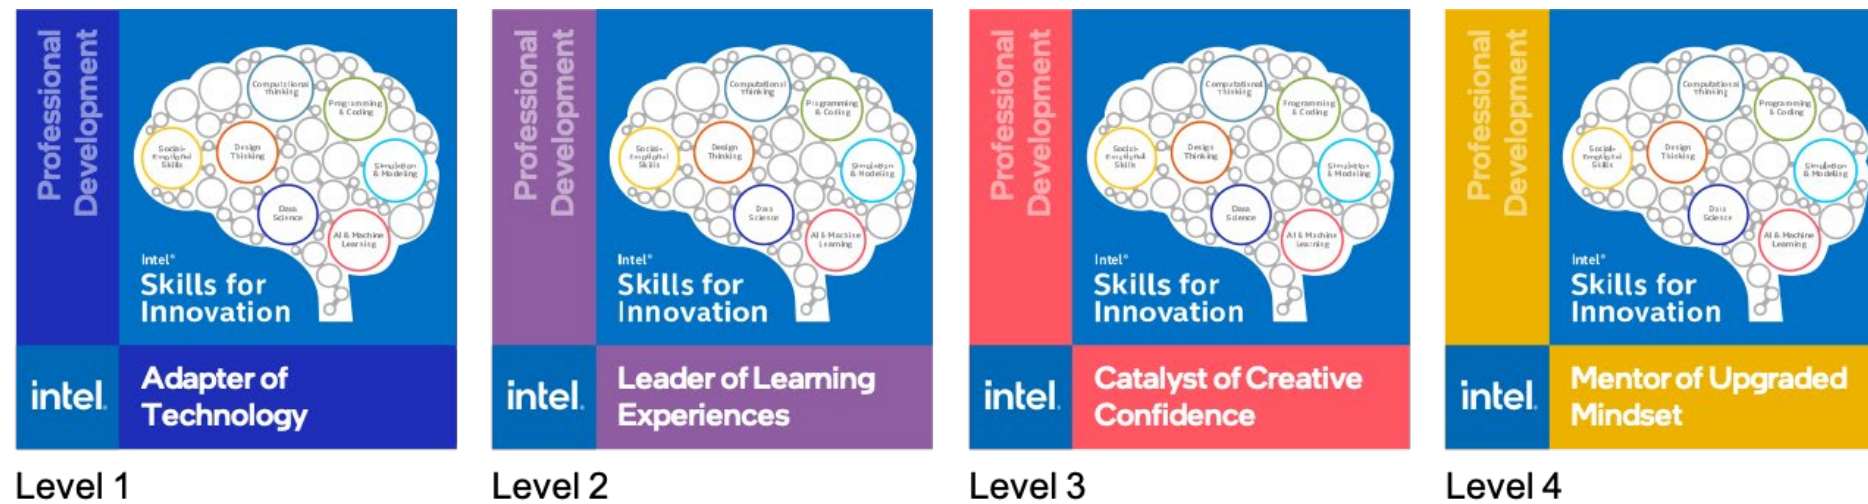 Professional
Development
Computational
Thinking
Programming
& Coding
Social-
Emotional
Skills
Design
Thinking
Simulation
& Modeling
Data
Science
AI & Machine
Learning
Intel®
Skills for
Innovation
intel.
Adapter of
Technology
Level 1
Professional
Development
Computational
Thinking
Programming
& Coding
Social-
Emotional
Skills
Design
Thinking
Simulation
& Modeling
Data
Science
AI & Machine
Learning
Intel®
Skills for
Innovation
intel.
Leader of Learning
Experiences
Level 2
Professional
Development
Computational
Thinking
Programming
& Coding
Social-
Emotional
Skills
Design
Thinking
Simulation
& Modeling
Data
Science
AI & Machine
Learning
Intel®
Skills for
Innovation
intel.
Catalyst of Creative
Confidence
Level 3
Professional
Development
Computational
Thinking
Programming
& Coding
Social-
Emotional
Skills
Design
Thinking
Simulation
& Modeling
Data
Science
AI & Machine
Learning
Intel®
Skills for
Innovation
intel.
Mentor of Upgraded
Mindset
Level 4